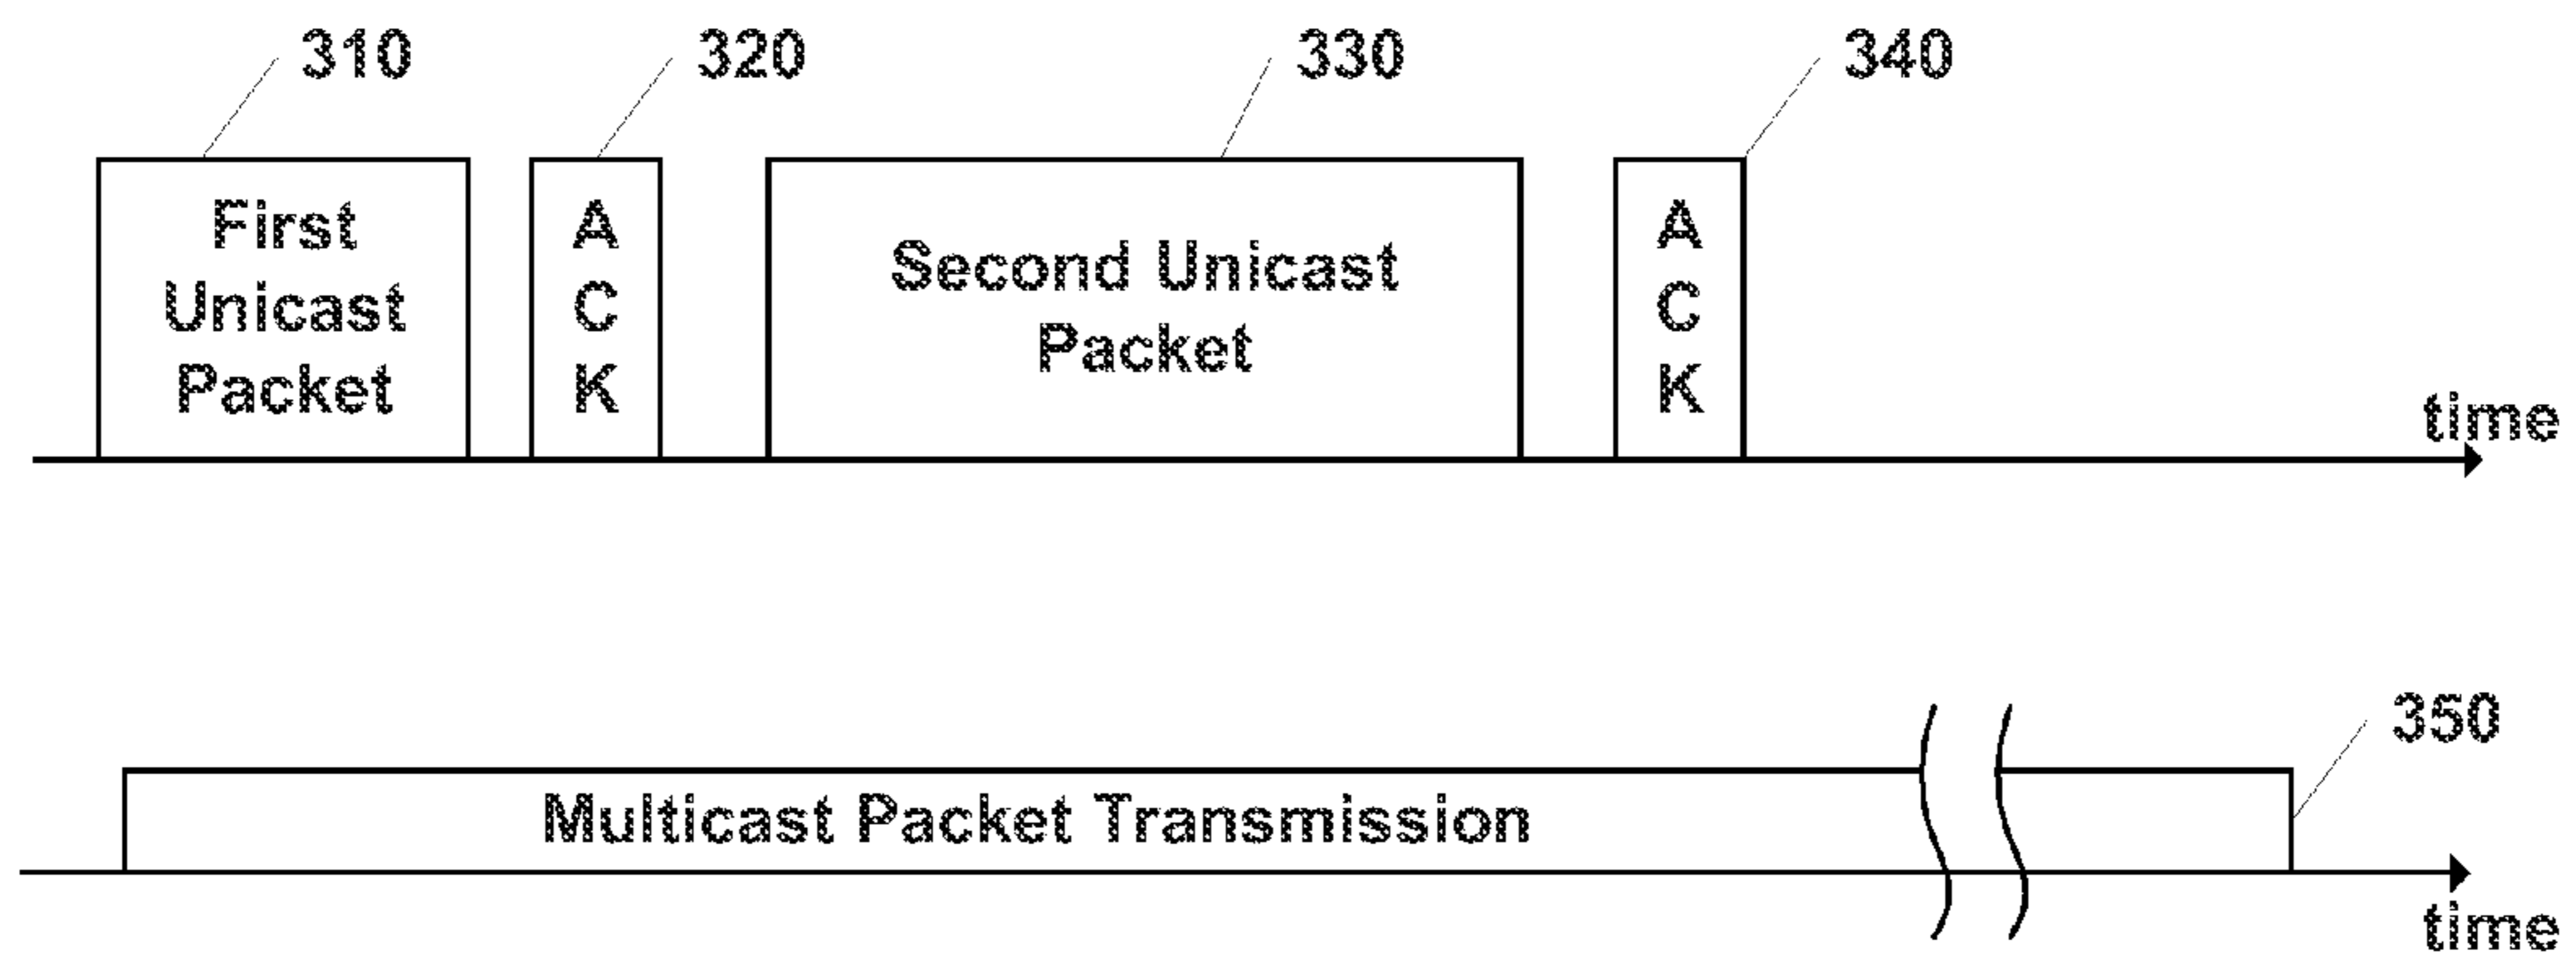 310
320
330
340
First
Unicast
Packet
A
C
K
Second Unicast
Packet
A
C
K
time
350
Multicast Packet Transmission
time